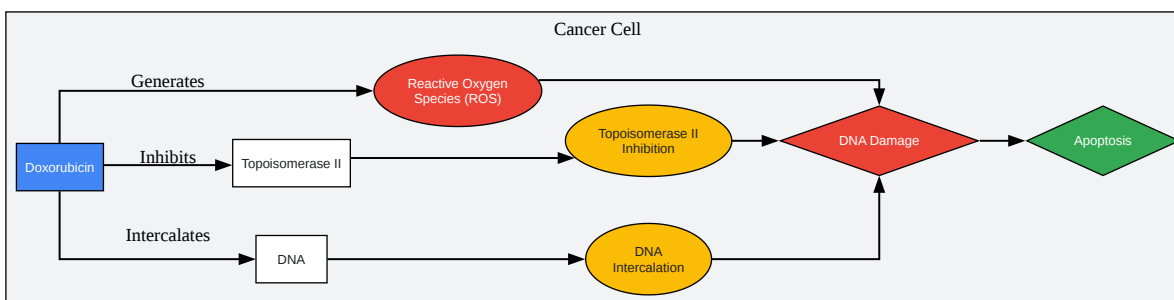 Cancer Cell
Generates
Reactive Oxygen
Species (ROS)
Doxorubicin
Inhibits
Topoisomerase II
Topoisomerase II
Inhibition
DNA Damage
Apoptosis
Intercalates
DNA
DNA
Intercalation